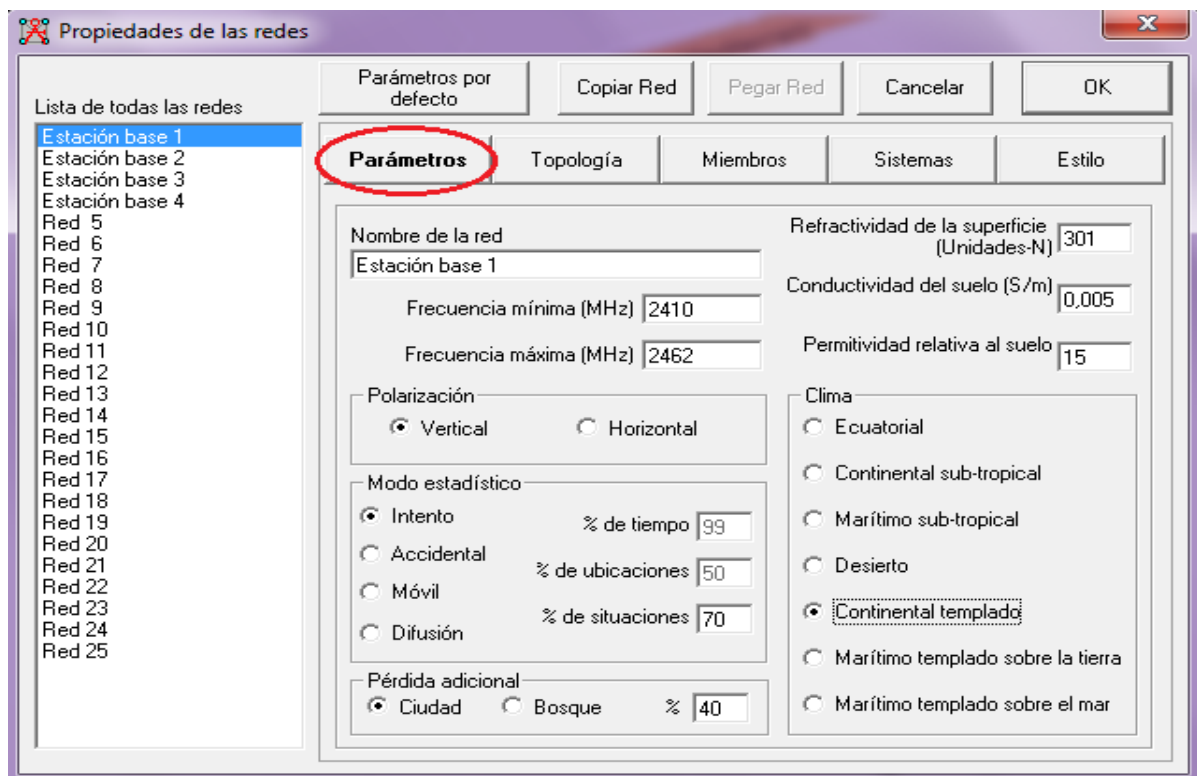 Propiedades de las redes
Parámetros por
defecto
Copiar Red
Pegar Red
Cancelar
OK
Lista de todas las redes
Estación base 1
Estación base 2
Estación base 3
Estación base 4
Red 5
Red 6
Red 7
Red 8
Red 9
Red 10
Red 11
Red 12
Red 13
Red 14
Red 15
Red 16
Red 17
Red 18
Red 19
Red 20
Red 21
Red 22
Red 23
Red 24
Red 25
Parámetros
Topología
Miembros
Sistemas
Estilo
Nombre de la red
Estación base 1
Frecuencia mínima (MHz) 2410
Frecuencia máxima (MHz) 2462
Refractividad de la superficie
(Unidades-N) 301
Conductividad del suelo (S/m) 0,005
Permitividad relativa al suelo 15
Polarización
Vertical Horizontal
Modo estadístico
Intento
Accidental
Móvil
Difusión
% de tiempo 99
% de ubicaciones 50
% de situaciones 70
Pérdida adicional
Ciudad Bosque % 40
Clima
Ecuatorial
Continental sub-tropical
Marítimo sub-tropical
Desierto
Continental templado
Marítimo templado sobre la tierra
Marítimo templado sobre el mar